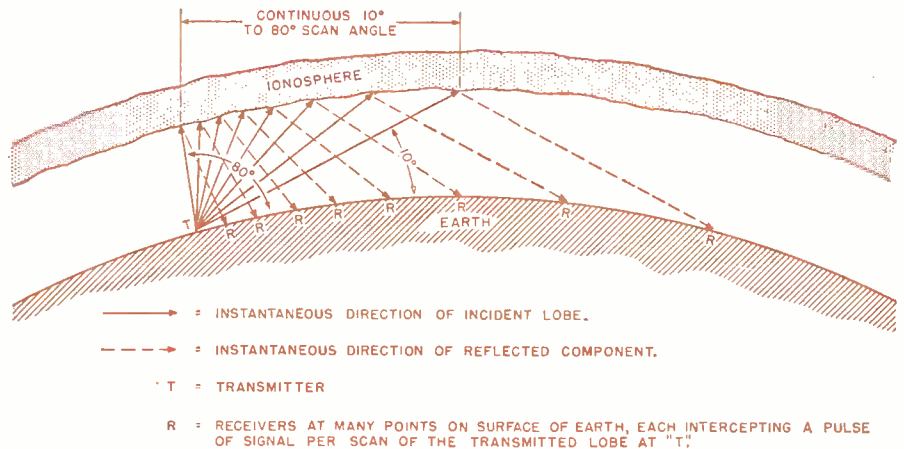 CONTINUOUS 10°
TO 80° SCAN ANGLE
IONOSPHERE
80°
10°
T
R R R R R R R R
EARTH
= INSTANTANEOUS DIRECTION OF INCIDENT LOBE.
= INSTANTANEOUS DIRECTION OF REFLECTED COMPONENT.
T = TRANSMITTER
R = RECEIVERS AT MANY POINTS ON SURFACE OF EARTH, EACH INTERCEPTING A PULSE
OF SIGNAL PER SCAN OF THE TRANSMITTED LOBE AT "T".